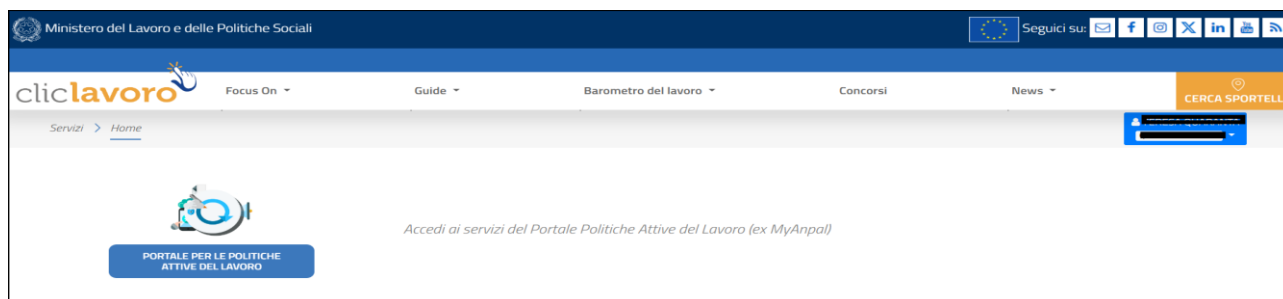 Ministero del Lavoro e delle Politiche Sociali
Seguici su:
cliclavoro
Focus On
Guide
Barometro del lavoro
Concorsi
News
CERCA SPORTELL
Servizi > Home
Accedi ai servizi del Portale Politiche Attive del Lavoro (ex MyAnpal)
PORTALE PER LE POLITICHE
ATTIVE DEL LAVORO